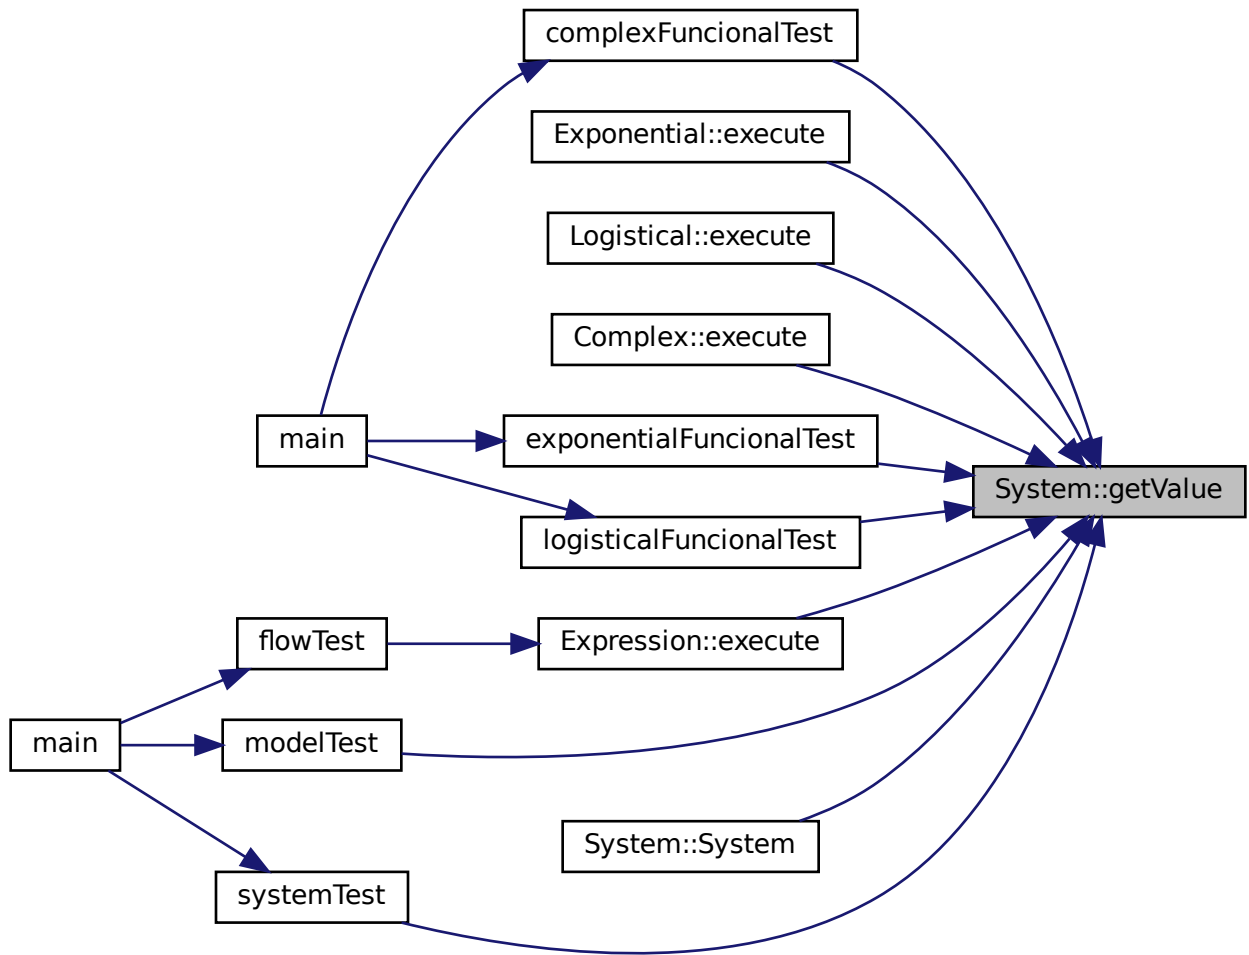 complexFuncionalTest
Exponential::execute
Logistical::execute
Complex::execute
main
exponentialFuncionalTest
System::getValue
logisticalFuncionalTest
flowTest
Expression::execute
main
modelTest
System::System
systemTest